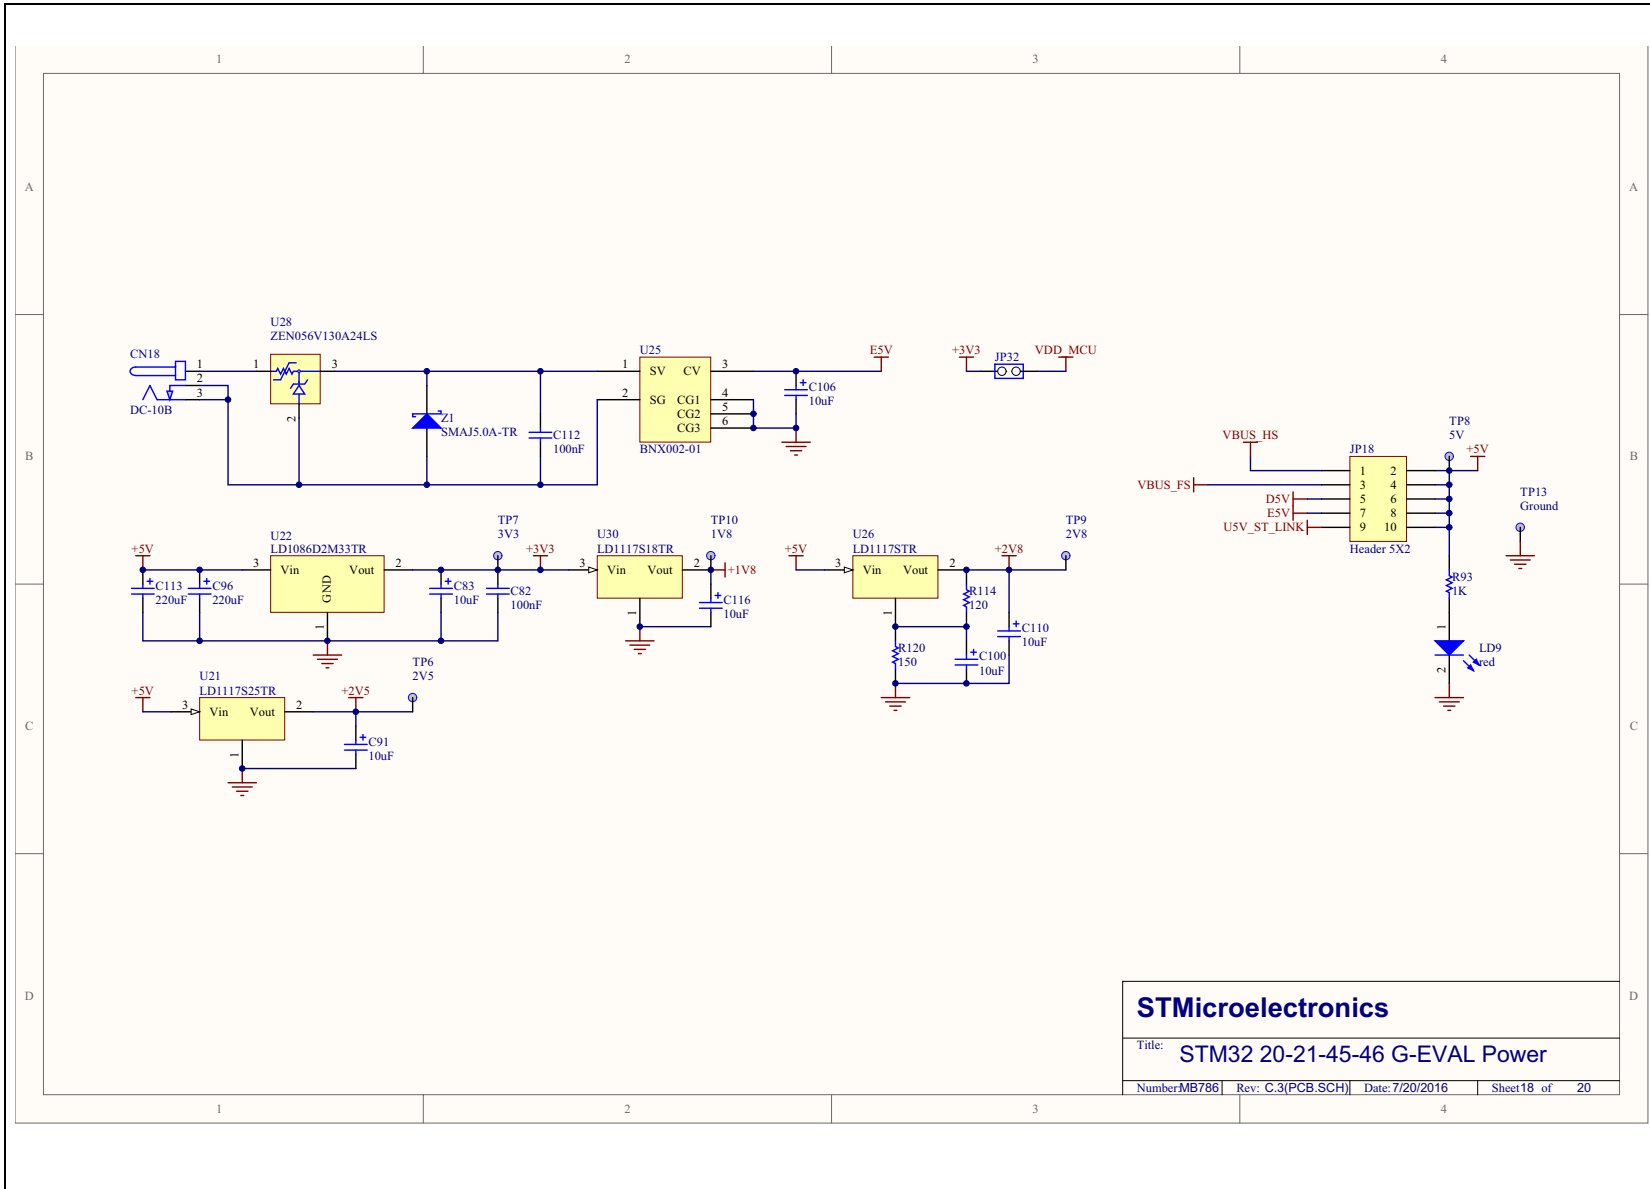 1 2 3 4
A A
U28
ZEN056V130A24LS
CN18
1
2
3
DC-10B
1 3
2
Z1
SMAJ5.0A-TR
C112
100nF
U25
1 SV CV 3
2 SG CG1 4
CG2 5
CG3 6
BNX002-01
E5V
C106
10uF
+3V3 JP32 VDD_MCU
B B
VBUS_HS
VBUS_FS
D5V
E5V
U5V_ST_LINK
JP18
1 2
3 4
5 6
7 8
9 10
Header 5X2
TP8
5V
+5V
TP13
Ground
R93
1K
1
2
LD9
red
+5V
C113
220uF
C96
220uF
U22
LD1086D2M33TR
3 Vin Vout 2
GND
1
C83
10uF
TP7
3V3
C82
100nF
+3V3
U30
LD1117S18TR
3 Vin Vout 2
1
TP10
1V8
+1V8
C116
10uF
+5V
U26
LD1117STR
3 Vin Vout 2
1
R114
120
R120
150
C100
10uF
+2V8
C110
10uF
TP9
2V8
+5V
U21
LD1117S25TR
3 Vin Vout 2
1
+2V5
C91
10uF
TP6
2V5
C C
D D
STMicroelectronics
Title: STM32 20-21-45-46 G-EVAL Power
Number:MB786 Rev: C.3(PCB.SCH) Date:7/20/2016 Sheet18 of 20
1 2 3 4